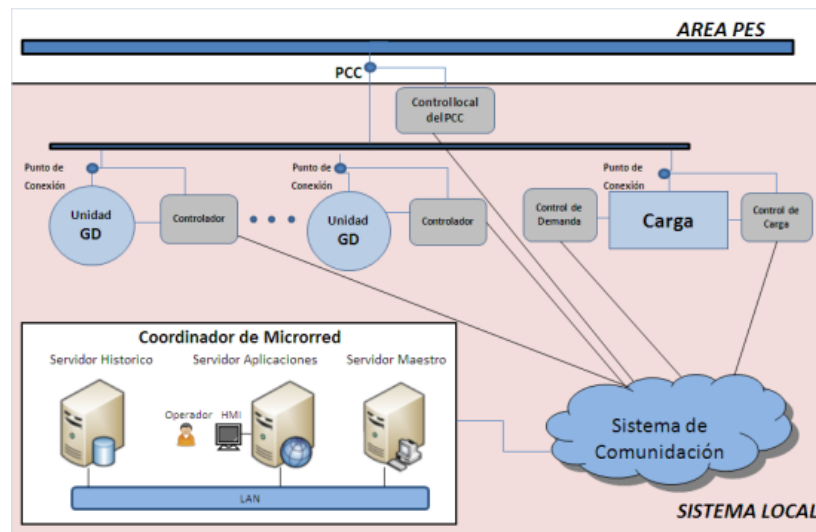 AREA PES
PCC
Control local
del PCC
Punto de
Conexión
Unidad
GD
Controlador
Punto de
Conexión
Unidad
GD
Controlador
Punto de
Conexión
Control de
Demanda
Carga
Control de
Carga
Coordinador de Microrred
Servidor Historico
Servidor Aplicaciones
Servidor Maestro
Operador
HMI
LAN
Sistema de
Comunidación
SISTEMA LOCAL